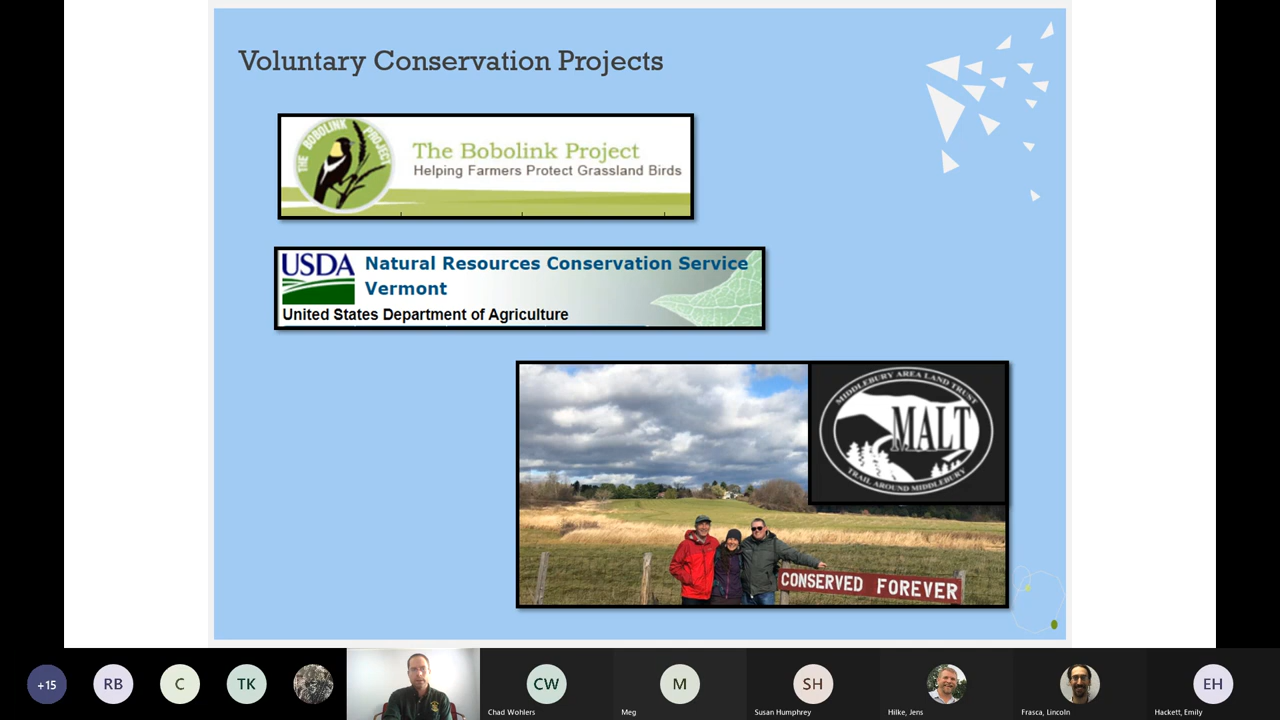 Voluntary Conservation Projects
THE BOBOLINK PROJECT
The Bobolink Project
Helping Farmers Protect Grassland Birds
USDA
Natural Resources Conservation Service
Vermont
United States Department of Agriculture
MIDDLEBURY AREA LAND TRUST
MALT
TRAIL AROUND MIDDLEBURY
CONSERVED FOREVER
+15
RB
C
TK
CW
Chad Wohlers
M
Meg
SH
Susan Humphrey
Hilke, Jens
Frasca, Lincoln
EH
Hackett, Emily